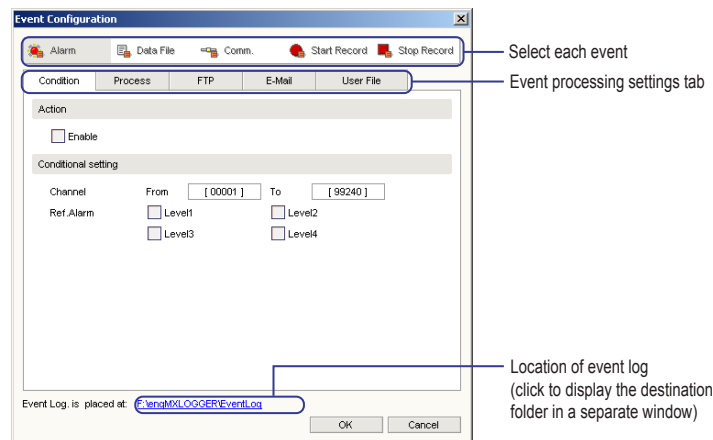 Event Configuration
Alarm Data File Comm. Start Record Stop Record
Select each event
Condition Process FTP E-Mail User File
Event processing settings tab
Action
Enable
Conditional setting
Channel From [ 00001 ] To [ 99240 ]
Ref.Alarm Level1 Level2
Level3 Level4
Location of event log
(click to display the destination
folder in a separate window)
Event Log. is placed at: F:\engMXLOGGER\EventLog
OK Cancel